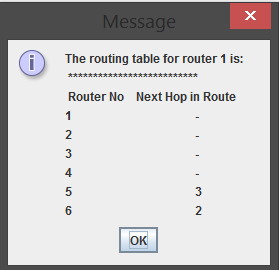 Message
x
i
The routing table for router 1 is:
**************************
Router No Next Hop in Route
1 -
2 -
3 -
4 -
5 3
6 2
OK